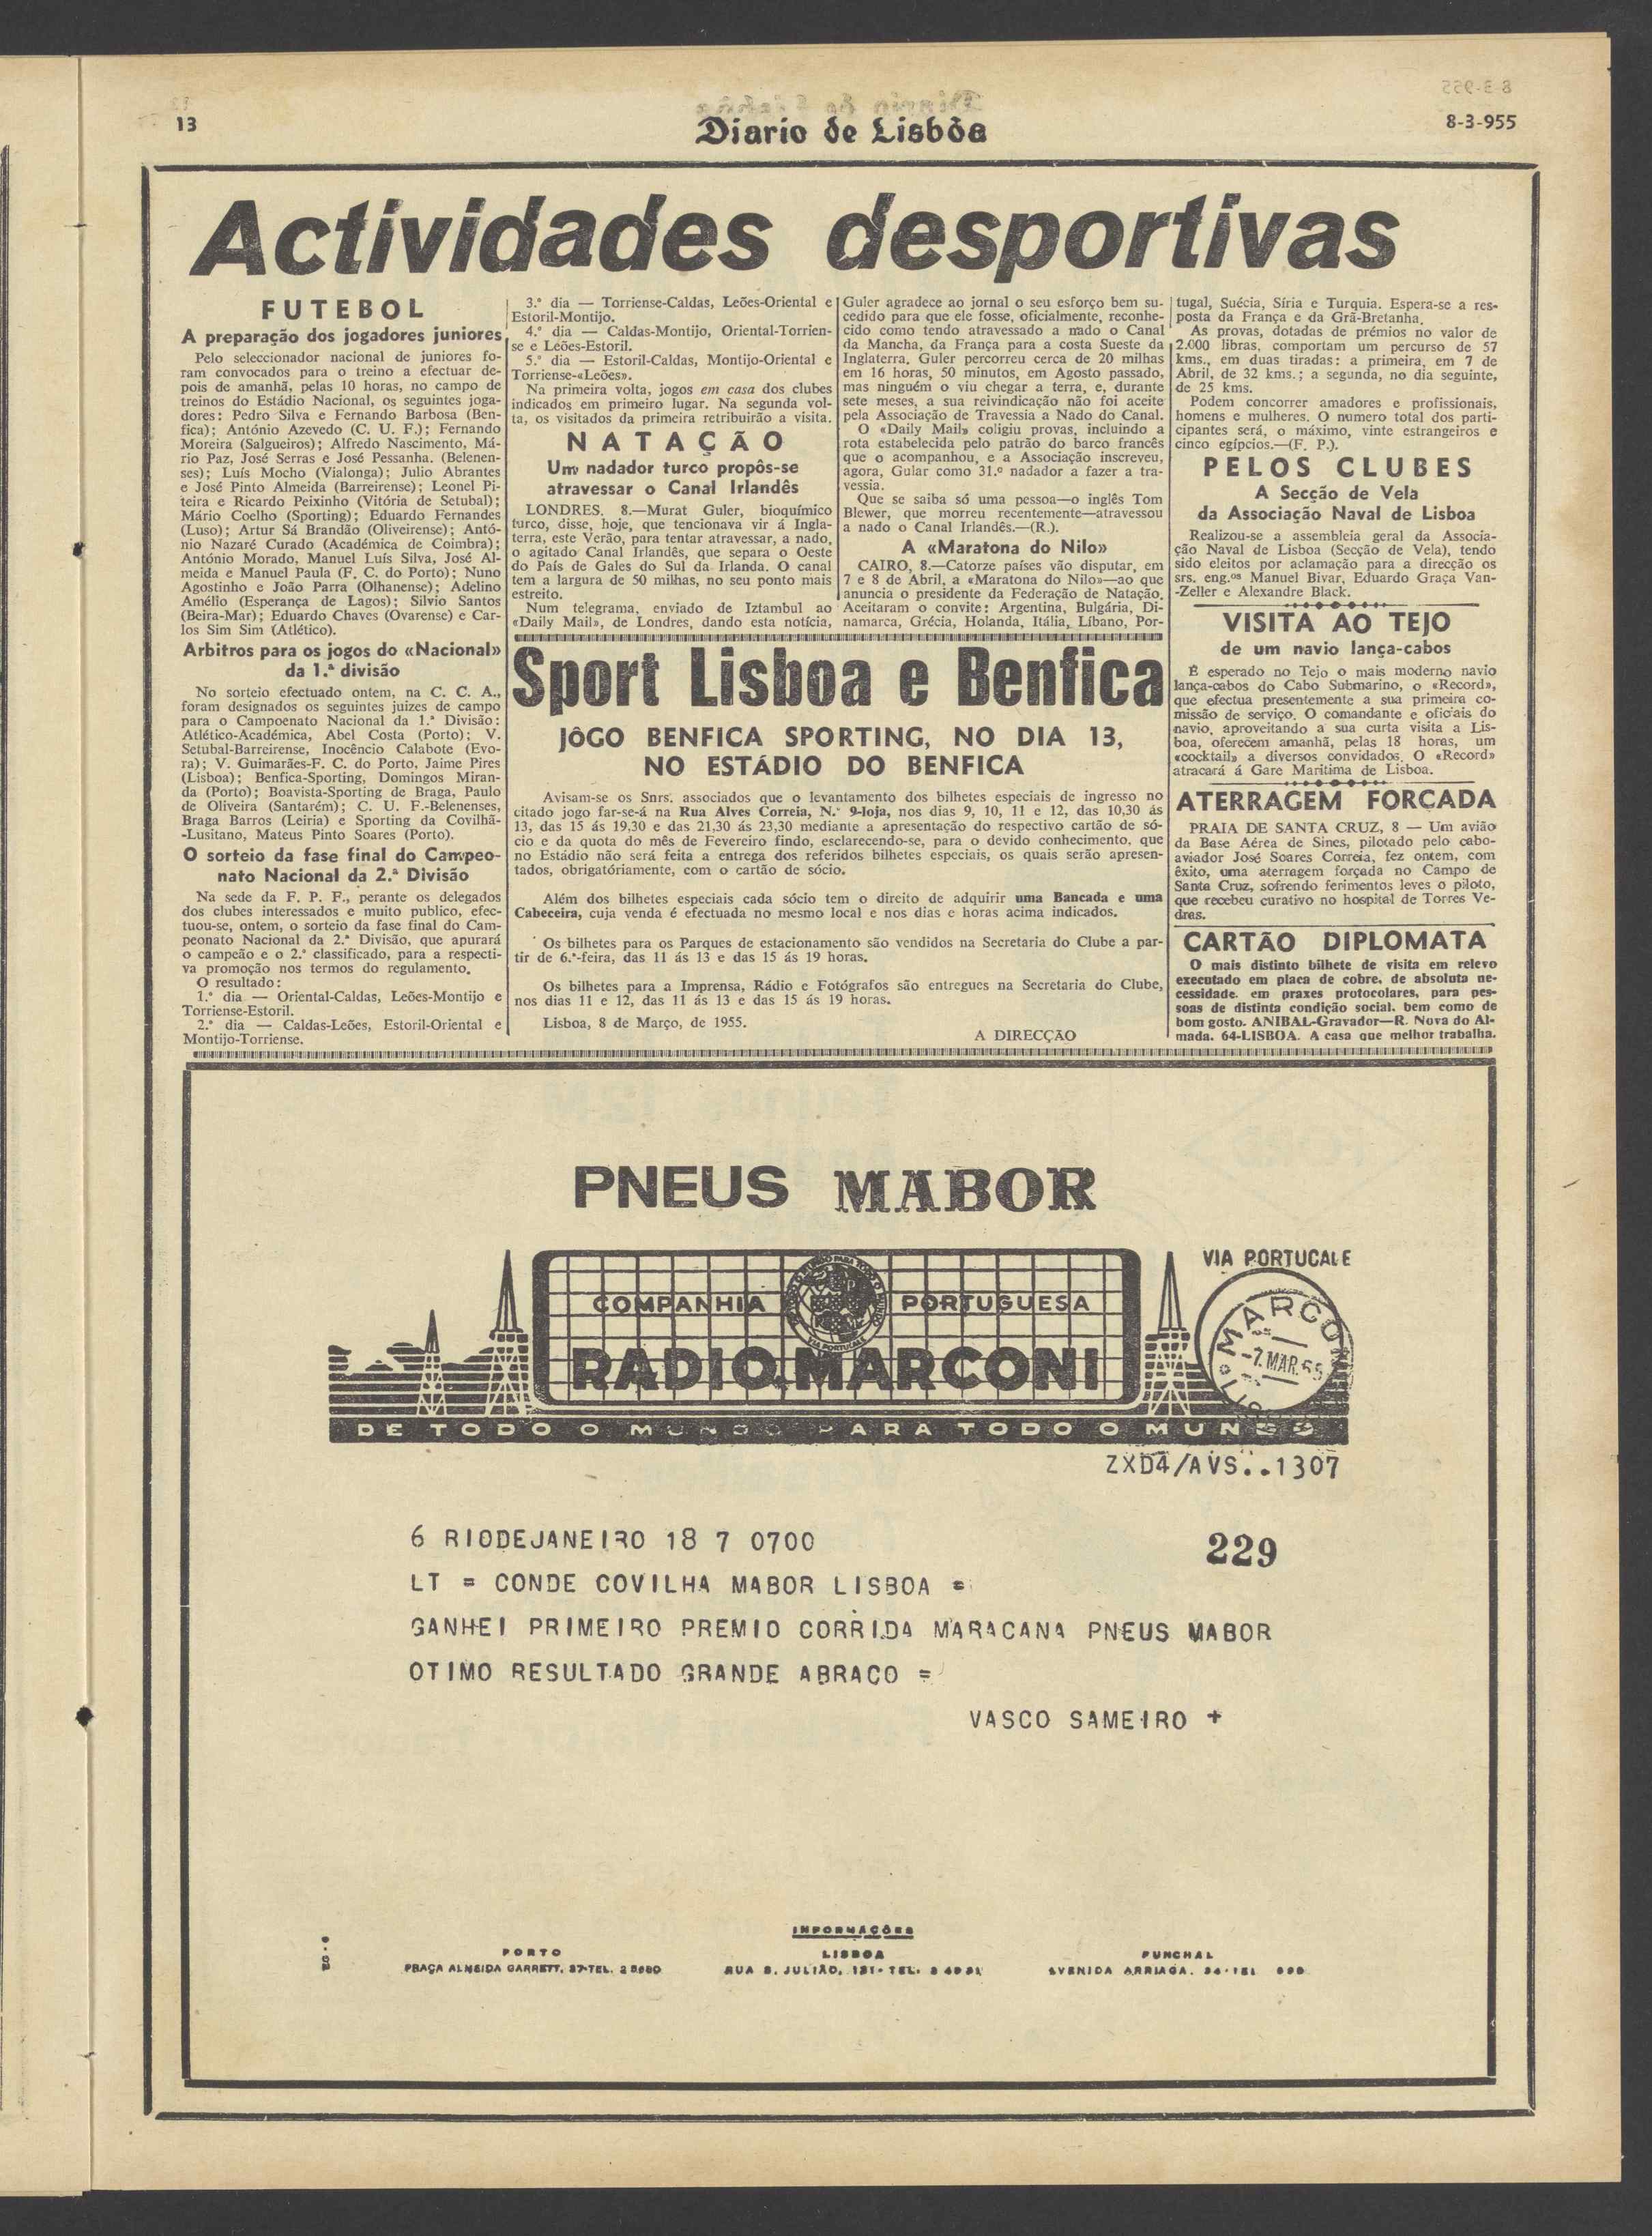 13
Diario de Lisbôa
8-3-955
Actividades desportivas
FUTEBOL
A preparação dos jogadores juniores
Pelo seleccionador nacional de juniores fo-
ram convocados para o treino a efectuar de-
pois de amanhã, pelas 10 horas, no campo de
treinos do Estádio Nacional, os seguintes joga-
dores: Pedro Silva e Fernando Barbosa (Ben-
fica); António Azevedo (C. U. F.); Fernando
Moreira (Salgueiros); Alfredo Nascimento, Má-
rio Paz, José Serras e José Pessanha. (Belenen-
ses); Luís Mocho (Vialonga); Julio Abrantes
e José Pinto Almeida (Barreirense); Leonel Pi-
teira e Ricardo Peixinho (Vitória de Setubal);
Mário Coelho (Sporting); Eduardo Fernandes
(Luso); Artur Sá Brandão (Oliveirense); Antó-
nio Nazaré Curado (Académica de Coimbra);
António Morado, Manuel Luís Silva, José Al-
meida e Manuel Paula (F. C. do Porto); Nuno
Agostinho e João Parra (Olhanense); Adelino
Amélio (Esperança de Lagos); Silvio Santos
(Beira-Mar); Eduardo Chaves (Ovarense) e Car-
los Sim Sim (Atlético).
Arbitros para os jogos do «Nacional»
da 1.ª divisão
No sorteio efectuado ontem, na C. C. A.,
foram designados os seguintes juizes de campo
para o Campoenato Nacional da 1.ª Divisão:
Atlético-Académica, Abel Costa (Porto); V.
Setubal-Barreirense, Inocêncio Calabote (Evo-
ra); V. Guimarães-F. C. do Porto, Jaime Pires
(Lisboa); Benfica-Sporting, Domingos Miran-
da (Porto); Boavista-Sporting de Braga, Paulo
de Oliveira (Santarém); C. U. F.-Belenenses,
Braga Barros (Leiria) e Sporting da Covilhã-
-Lusitano, Mateus Pinto Soares (Porto).
O sorteio da fase final do Campeo-
nato Nacional da 2.ª Divisão
Na sede da F. P. F., perante os delegados
dos clubes interessados e muito publico, efec-
tuou-se, ontem, o sorteio da fase final do Cam-
peonato Nacional da 2.ª Divisão, que apurará
o campeão e o 2.º classificado, para a respecti-
va promoção nos termos do regulamento.
O resultado:
1.º dia — Oriental-Caldas, Leões-Montijo e
Torriense-Estoril.
2.º dia — Caldas-Leões, Estoril-Oriental e
Montijo-Torriense.
3.º dia — Torriense-Caldas, Leões-Oriental e
Estoril-Montijo.
4.º dia — Caldas-Montijo, Oriental-Torrien-
se e Leões-Estoril.
5.º dia — Estoril-Caldas, Montijo-Oriental e
Torriense-«Leões».
Na primeira volta, jogos em casa dos clubes
indicados em primeiro lugar. Na segunda vol-
ta, os visitados da primeira retribuirão a visita.
NATAÇÃO
Um nadador turco propôs-se
atravessar o Canal Irlandês
LONDRES, 8.—Murat Guler, bioquímico
turco, disse, hoje, que tencionava vir á Ingla-
terra, este Verão, para tentar atravessar, a nado,
o agitado Canal Irlandês, que separa o Oeste
do País de Gales do Sul da Irlanda. O canal
tem a largura de 50 milhas, no seu ponto mais
estreito.
Num telegrama, enviado de Iztambul ao
«Daily Mail», de Londres, dando esta notícia,
Guler agradece ao jornal o seu esforço bem su-
cedido para que ele fosse, oficialmente, reconhe-
cido como tendo atravessado a nado o Canal
da Mancha, da França para a costa Sueste da
Inglaterra. Guler percorreu cerca de 20 milhas
em 16 horas, 50 minutos, em Agosto passado,
mas ninguém o viu chegar a terra, e, durante
sete meses, a sua reivindicação não foi aceite
pela Associação de Travessia a Nado do Canal.
O «Daily Mail» coligiu provas, incluindo a
rota estabelecida pelo patrão do barco francês
que o acompanhou, e a Associação inscreveu,
agora, Gular como 31.º nadador a fazer a tra-
vessia.
Que se saiba só uma pessoa—o inglês Tom
Blewer, que morreu recentemente—atravessou
a nado o Canal Irlandês.—(R.).
A «Maratona do Nilo»
CAIRO, 8.—Catorze países vão disputar, em
7 e 8 de Abril, a «Maratona do Nilo»—ao que
anuncia o presidente da Federação de Natação.
Aceitaram o convite: Argentina, Bulgária, Di-
namarca, Grécia, Holanda, Itália, Líbano, Por-
tugal, Suécia, Síria e Turquia. Espera-se a res-
posta da França e da Grã-Bretanha.
As provas, dotadas de prémios no valor de
2.000 libras, comportam um percurso de 57
kms., em duas tiradas: a primeira, em 7 de
Abril, de 32 kms.; a segunda, no dia seguinte,
de 25 kms.
Podem concorrer amadores e profissionais,
homens e mulheres. O numero total dos parti-
cipantes será, o máximo, vinte estrangeiros e
cinco egípcios.—(F. P.).
PELOS CLUBES
A Secção de Vela
da Associação Naval de Lisboa
Realizou-se a assembleia geral da Associa-
ção Naval de Lisboa (Secção de Vela), tendo
sido eleitos por aclamação para a direcção os
srs. eng.os Manuel Bivar, Eduardo Graça Van-
-Zeller e Alexandre Black.
VISITA AO TEJO
de um navio lança-cabos
É esperado no Tejo o mais moderno navio
lança-cabos do Cabo Submarino, o «Record»,
que efectua presentemente a sua primeira co-
missão de serviço. O comandante e oficiais do
navio, aproveitando a sua curta visita a Lis-
boa, oferecem amanhã, pelas 18 horas, um
«cocktail» a diversos convidados. O «Record»
atracará á Gare Maritima de Lisboa.
ATERRAGEM FORÇADA
PRAIA DE SANTA CRUZ, 8 — Um avião
da Base Aérea de Sines, pilotado pelo cabo-
aviador José Soares Correia, fez ontem, com
êxito, uma aterragem forçada no Campo de
Santa Cruz, sofrendo ferimentos leves o piloto,
que recebeu curativo no hospital de Torres Ve-
dras.
CARTÃO DIPLOMATA
O mais distinto bilhete de visita em relevo
executado em placa de cobre, de absoluta ne-
cessidade em praxes protocolares, para pes-
soas de distinta condição social, bem como de
bom gosto. ANIBAL-Gravador—R. Nova do Al-
mada, 64-LISBOA. A casa que melhor trabalha.
Sport Lisboa e Benfica
JÔGO BENFICA SPORTING, NO DIA 13,
NO ESTÁDIO DO BENFICA
Avisam-se os Snrs. associados que o levantamento dos bilhetes especiais de ingresso no
citado jogo far-se-á na Rua Alves Correia, N.º 9-loja, nos dias 9, 10, 11 e 12, das 10,30 ás
13, das 15 ás 19,30 e das 21,30 ás 23,30 mediante a apresentação do respectivo cartão de só-
cio e da quota do mês de Fevereiro findo, esclarecendo-se, para o devido conhecimento, que
no Estádio não será feita a entrega dos referidos bilhetes especiais, os quais serão apresen-
tados, obrigatóriamente, com o cartão de sócio.
Além dos bilhetes especiais cada sócio tem o direito de adquirir uma Bancada e uma
Cabeceira, cuja venda é efectuada no mesmo local e nos dias e horas acima indicados.
Os bilhetes para os Parques de estacionamento são vendidos na Secretaria do Clube a par-
tir de 6.ª-feira, das 11 ás 13 e das 15 ás 19 horas.
Os bilhetes para a Imprensa, Rádio e Fotógrafos são entregues na Secretaria do Clube,
nos dias 11 e 12, das 11 ás 13 e das 15 ás 19 horas.
Lisboa, 8 de Março, de 1955.
A DIRECÇÃO
PNEUS MABOR
VIA PORTUCALE
COMPANHIA PORTUGUESA
RADIO MARCONI
VIA PORTUCALE
MARCONI
-7.MAR.55
DE TODO O MUNDO PARA TODO O MUNDO
ZXD4/AVS..1307
6 RIODEJANEIRO 18 7 0700
229
LT = CONDE COVILHA MABOR LISBOA =
GANHEI PRIMEIRO PREMIO CORRIDA MARACANA PNEUS MABOR
OTIMO RESULTADO GRANDE ABRACO =
VASCO SAMEIRO +
INFORMAÇÕES
PORTO
PRAÇA ALMEIDA GARRETT, 27-TEL.
LISBOA
RUA S. JULIÃO, 131-TEL.
FUNCHAL
AVENIDA ARRIAGA,